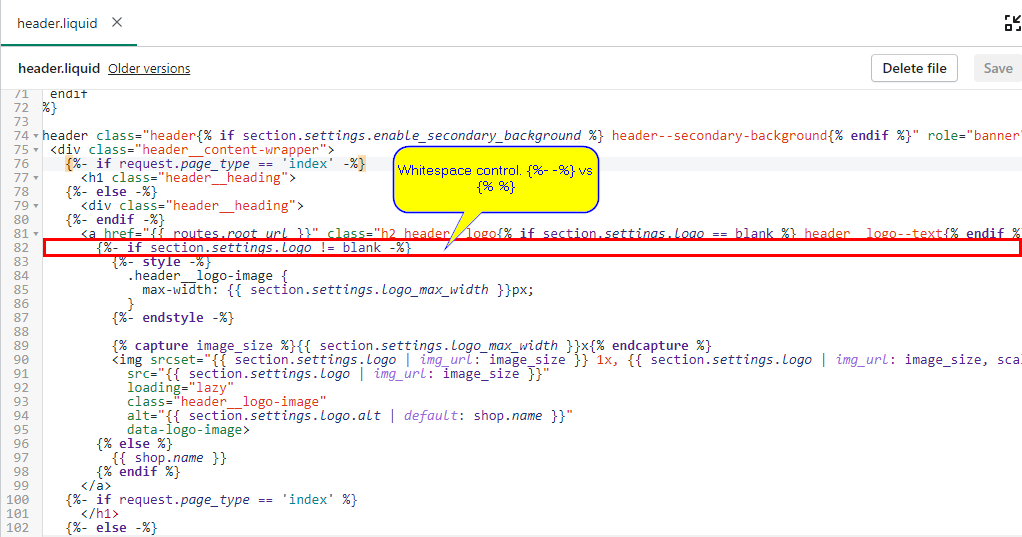 header.liquid ×
header.liquid Older versions Delete file Save
71 endif
72 %}
73
74 header class="header{% if section.settings.enable_secondary_background %} header--secondary-background{% endif %}" role="banner"
75 <div class="header__content-wrapper">
76 {%- if request.page_type == 'index' -%}
77 <h1 class="header__heading">
78 {%- else -%}
79 <div class="header__heading">
80 {%- endif -%}
81 <a href="{{ routes.root_url }}" class="h2 header__logo{% if section.settings.logo == blank %} header__logo--text{% endif %
82 {%- if section.settings.logo != blank -%}
83 {%- style -%}
84 .header__logo-image {
85 max-width: {{ section.settings.logo_max_width }}px;
86 }
87 {%- endstyle -%}
88
89 {% capture image_size %}{{ section.settings.logo_max_width }}x{% endcapture %}
90 <img srcset="{{ section.settings.logo | img_url: image_size }} 1x, {{ section.settings.logo | img_url: image_size, sca
91 src="{{ section.settings.logo | img_url: image_size }}"
92 loading="lazy"
93 class="header__logo-image"
94 alt="{{ section.settings.logo.alt | default: shop.name }}"
95 data-logo-image>
96 {% else %}
97 {{ shop.name }}
98 {% endif %}
99 </a>
100 {%- if request.page_type == 'index' %}
101 </h1>
102 {%- else -%}
Whitespace control. {%- -%} vs
{% %}